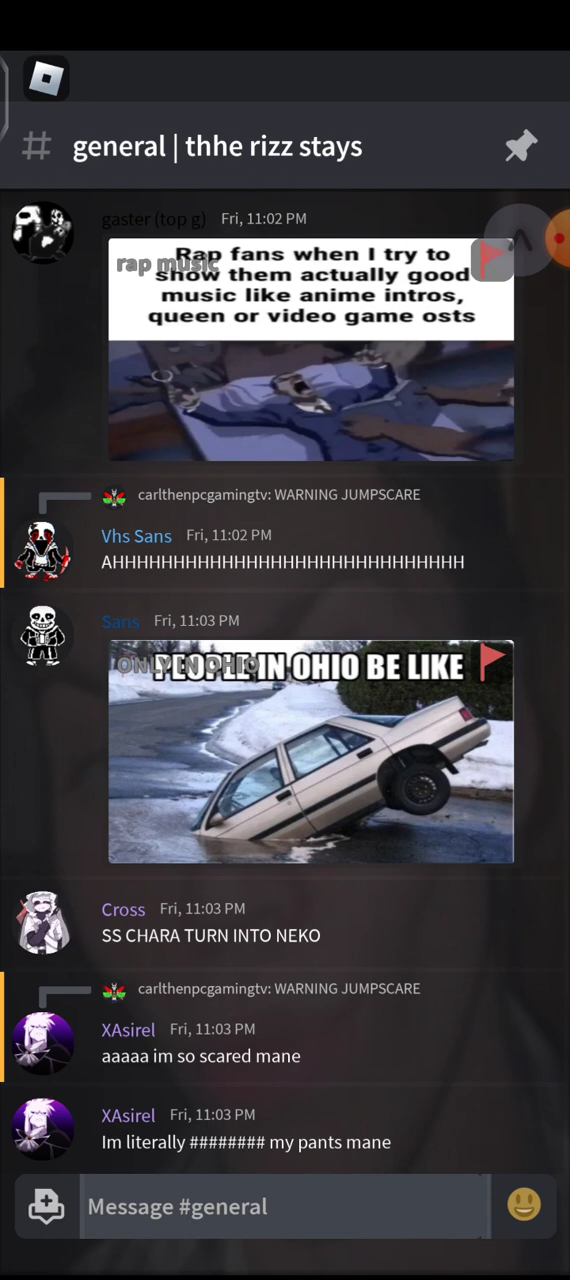 # general | thhe rizz stays
gaster (top g) Fri, 11:02 PM
rap music
Rap fans when I try to
show them actually good
music like anime intros,
queen or video game osts
carlthenpcgamingtv: WARNING JUMPSCARE
Vhs Sans Fri, 11:02 PM
AHHHHHHHHHHHHHHHHHHHHHHHHHHHHH
Sans Fri, 11:03 PM
ONLY IN OHIO
PEOPLE IN OHIO BE LIKE
Cross Fri, 11:03 PM
SS CHARA TURN INTO NEKO
carlthenpcgamingtv: WARNING JUMPSCARE
XAsirel Fri, 11:03 PM
aaaaa im so scared mane
XAsirel Fri, 11:03 PM
Im literally ######## my pants mane
Message #general